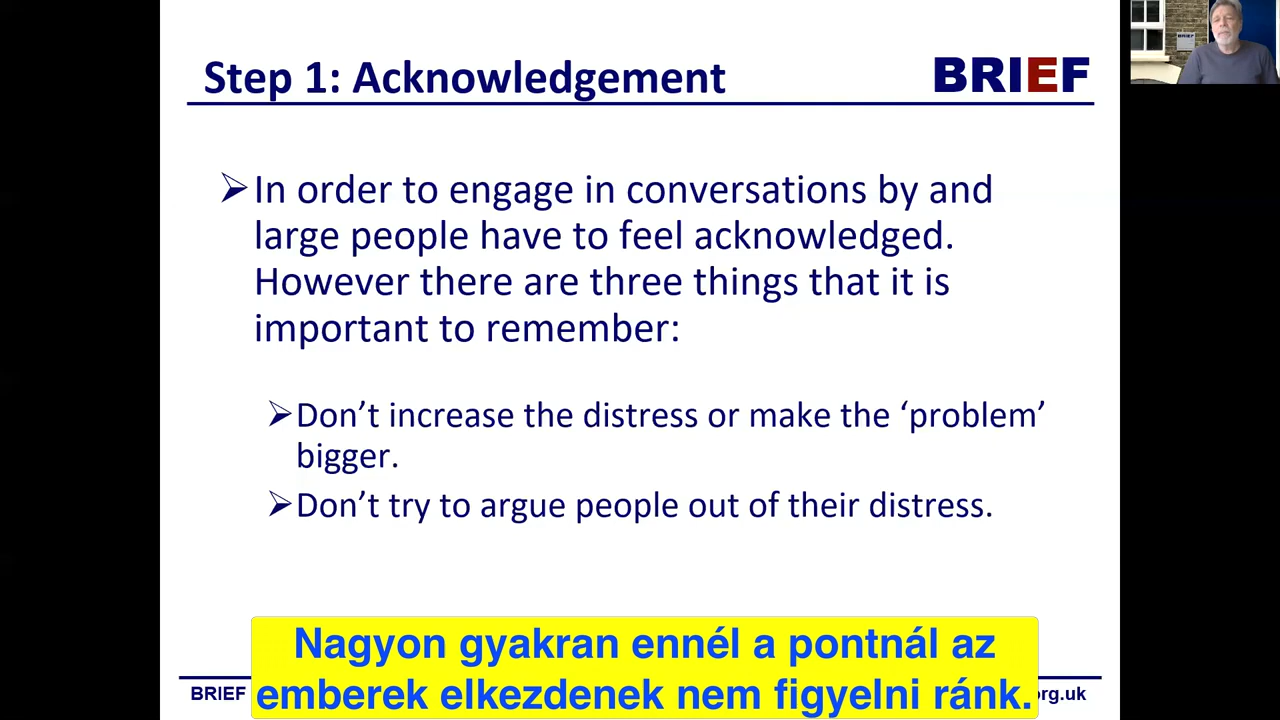 Step 1: Acknowledgement
BRIEF
BRIEF
➢In order to engage in conversations by and
large people have to feel acknowledged.
However there are three things that it is
important to remember:
➢Don’t increase the distress or make the ‘problem’
bigger.
➢Don’t try to argue people out of their distress.
Nagyon gyakran ennél a pontnál az
emberek elkezdenek nem figyelni ránk.
BRIEF
org.uk